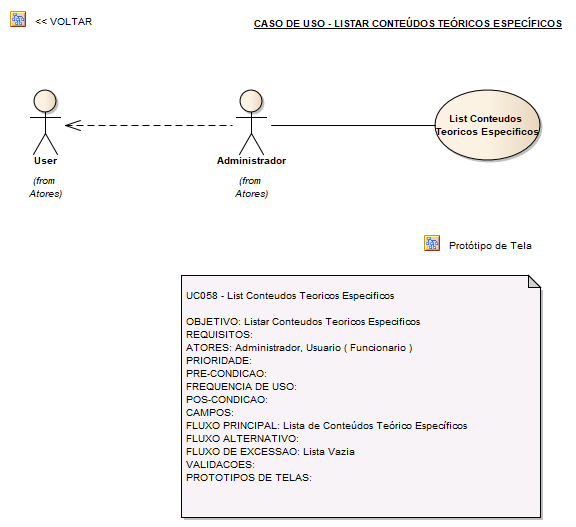 << VOLTAR
CASO DE USO - LISTAR CONTEÚDOS TEÓRICOS ESPECÍFICOS
List Conteudos
Teoricos Especificos
User
Administrador
(from
Atores)
(from
Atores)
Protótipo de Tela
UC058 - List Conteudos Teoricos Especificos
OBJETIVO: Listar Conteudos Teoricos Especificos
REQUISITOS:
ATORES: Administrador, Usuario ( Funcionario )
PRIORIDADE:
PRE-CONDICAO:
FREQUENCIA DE USO:
POS-CONDICAO:
CAMPOS:
FLUXO PRINCIPAL: Lista de Conteúdos Teórico Específicos
FLUXO ALTERNATIVO:
FLUXO DE EXCESSAO: Lista Vazia
VALIDACOES:
PROTOTIPOS DE TELAS: